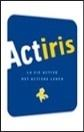 Actiris
LA VIE ACTIVE
HET ACTIEVE LEVEN